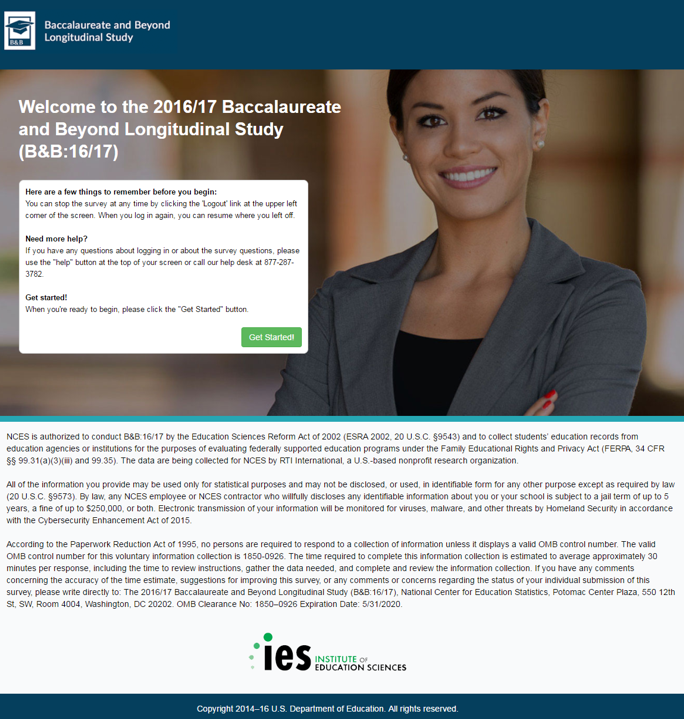 B&B
Baccalaureate and Beyond
Longitudinal Study
Welcome to the 2016/17 Baccalaureate
and Beyond Longitudinal Study
(B&B:16/17)
Here are a few things to remember before you begin:
You can stop the survey at any time by clicking the 'Logout' link at the upper left
corner of the screen. When you log in again, you can resume where you left off.
Need more help?
If you have any questions about logging in or about the survey questions, please
use the "help" button at the top of your screen or call our help desk at 877-287-
3782.
Get started!
When you're ready to begin, please click the "Get Started" button.
Get Started!
NCES is authorized to conduct B&B:16/17 by the Education Sciences Reform Act of 2002 (ESRA 2002, 20 U.S.C. §9543) and to collect students' education records from
education agencies or institutions for the purposes of evaluating federally supported education programs under the Family Educational Rights and Privacy Act (FERPA, 34 CFR
§§ 99.31(a)(3)(iii) and 99.35). The data are being collected for NCES by RTI International, a U.S.-based nonprofit research organization.
All of the information you provide may be used only for statistical purposes and may not be disclosed, or used, in identifiable form for any other purpose except as required by law
(20 U.S.C. §9573). By law, any NCES employee or NCES contractor who willfully discloses any identifiable information about you or your school is subject to a jail term of up to 5
years, a fine of up to $250,000, or both. Electronic transmission of your information will be monitored for viruses, malware, and other threats by Homeland Security in accordance
with the Cybersecurity Enhancement Act of 2015.
According to the Paperwork Reduction Act of 1995, no persons are required to respond to a collection of information unless it displays a valid OMB control number. The valid
OMB control number for this voluntary information collection is 1850-0926. The time required to complete this information collection is estimated to average approximately 30
minutes per response, including the time to review instructions, gather the data needed, and complete and review the information collection. If you have any comments
concerning the accuracy of the time estimate, suggestions for improving this survey, or any comments or concerns regarding the status of your individual submission of this
survey, please write directly to: The 2016/17 Baccalaureate and Beyond Longitudinal Study (B&B:16/17), National Center for Education Statistics, Potomac Center Plaza, 550 12th
St, SW, Room 4004, Washington, DC 20202. OMB Clearance No: 1850–0926 Expiration Date: 5/31/2020.
ies INSTITUTE OF
EDUCATION SCIENCES
Copyright 2014–16 U.S. Department of Education. All rights reserved.